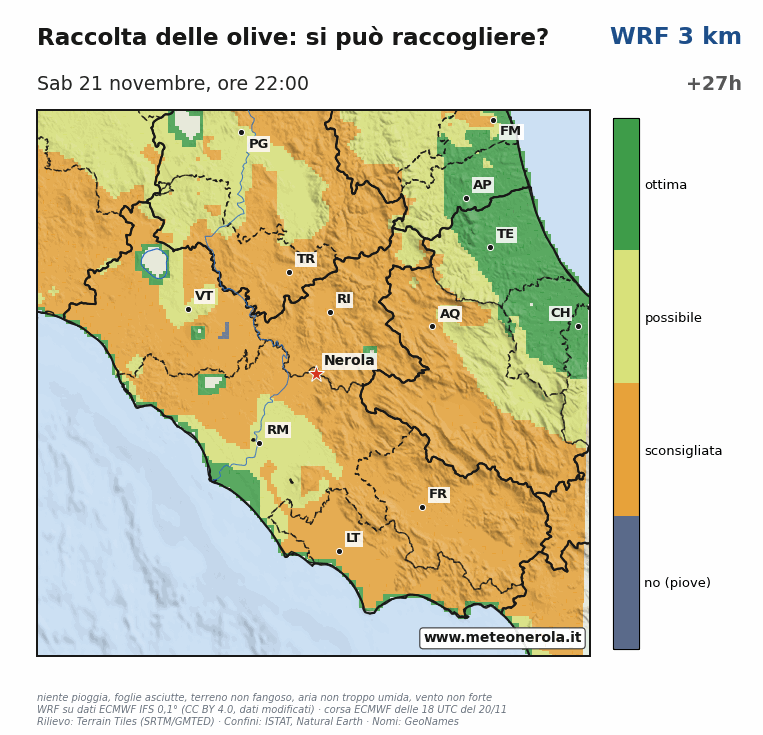 Raccolta delle olive: si può raccogliere?
WRF 3 km
Sab 21 novembre, ore 22:00
+27h
FM
PG
AP
TE
TR
VT
RI
AQ
CH
Nerola
RM
FR
LT
www.meteonerola.it
ottima
possibile
sconsigliata
no (piove)
niente pioggia, foglie asciutte, terreno non fangoso, aria non troppo umida, vento non forte
WRF su dati ECMWF IFS 0,1° (CC BY 4.0, dati modificati) · corsa ECMWF delle 18 UTC del 20/11
Rilievo: Terrain Tiles (SRTM/GMTED) · Confini: ISTAT, Natural Earth · Nomi: GeoNames